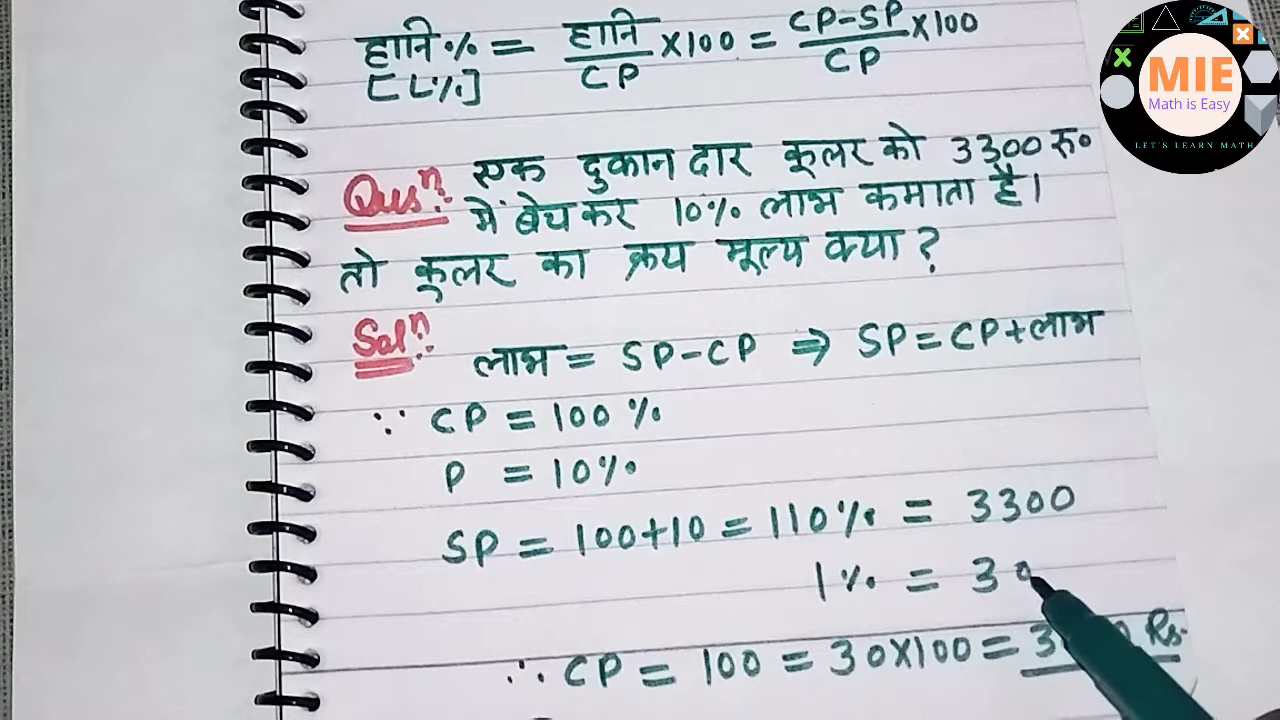 हानि% = हानि/CP ×100 = CP-SP/CP ×100
[L%]
Quesⁿ:- एक दुकानदार कूलर को 3300 रु०
में बेचकर 10% लाभ कमाता है।
तो कूलर का क्रय मूल्य क्या ?
Solⁿ:- लाभ = SP-CP ⇒ SP=CP+लाभ
∵ CP = 100%
P = 10%
SP = 100+10 = 110% = 3300
1% = 30
∴ CP = 100 = 30×100 = Rs.
MIE
Math is Easy
LET'S LEARN MATH